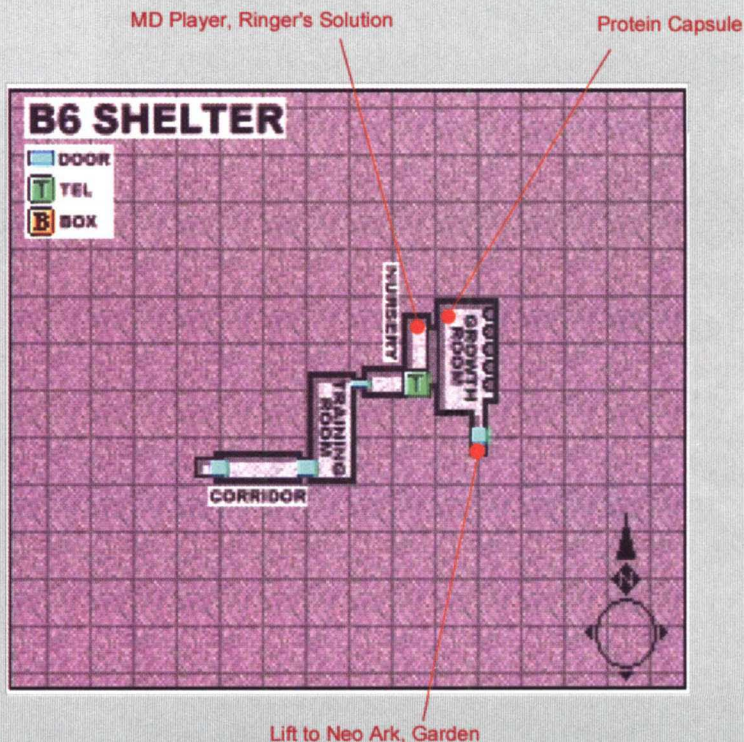 MD Player, Ringer's Solution
Protein Capsule
B6 SHELTER
DOOR
T TEL
B BOX
NURSERY
GROWTH
ROOM
T
TRAINING
ROOM
CORRIDOR
N
Lift to Neo Ark, Garden